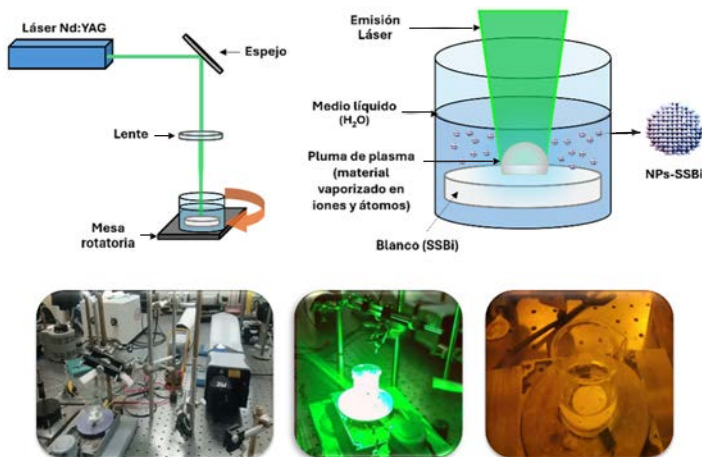 Láser Nd:YAG
Espejo
Lente
Mesa
rotatoria
Emisión
Láser
Medio líquido
(H₂O)
Pluma de plasma
(material
vaporizado en
iones y átomos)
Blanco (SSBi)
NPs-SSBi